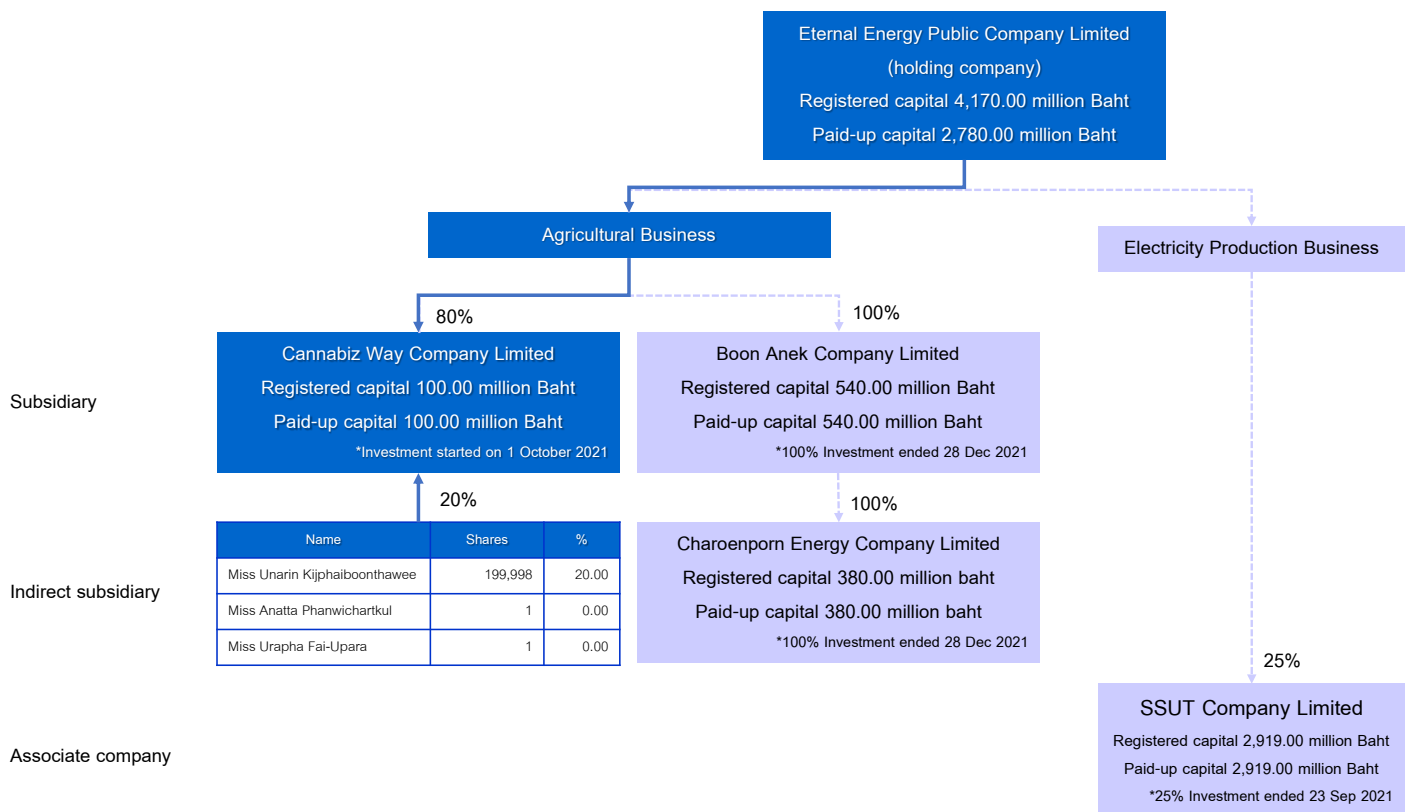 Eternal Energy Public Company Limited
(holding company)
Registered capital 4,170.00 million Baht
Paid-up capital 2,780.00 million Baht
Agricultural Business
Electricity Production Business
80%
100%
Subsidiary
Cannabiz Way Company Limited
Registered capital 100.00 million Baht
Paid-up capital 100.00 million Baht
*Investment started on 1 October 2021
Boon Anek Company Limited
Registered capital 540.00 million Baht
Paid-up capital 540.00 million Baht
*100% Investment ended 28 Dec 2021
20%
100%
Indirect subsidiary
Name Shares %
Miss Unarin Kijphaiboonthawee 199,998 20.00
Miss Anatta Phanwichartkul 1 0.00
Miss Urapha Fai-Upara 1 0.00
Charoenporn Energy Company Limited
Registered capital 380.00 million baht
Paid-up capital 380.00 million baht
*100% Investment ended 28 Dec 2021
25%
Associate company
SSUT Company Limited
Registered capital 2,919.00 million Baht
Paid-up capital 2,919.00 million Baht
*25% Investment ended 23 Sep 2021